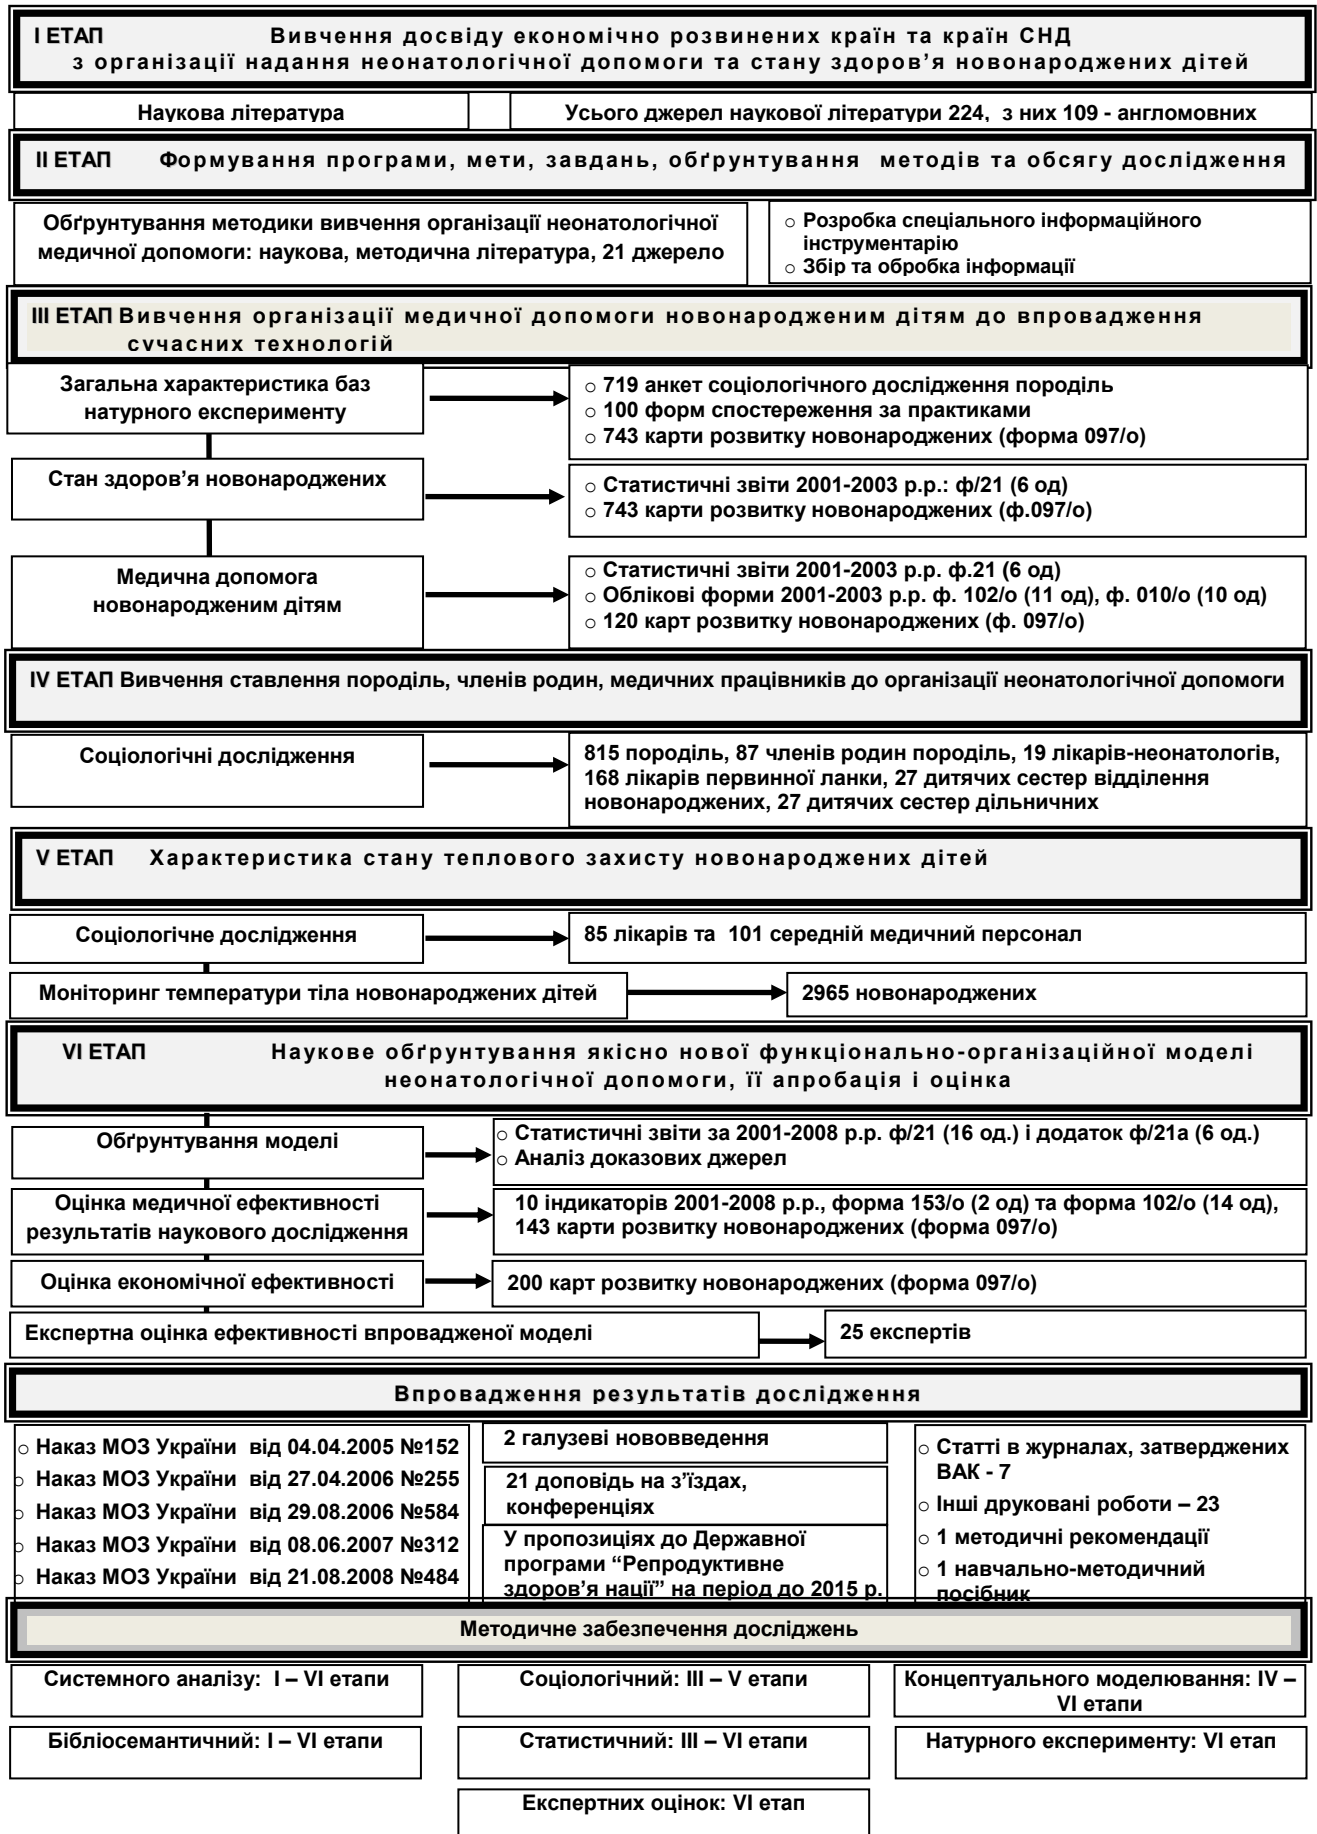 І ЕТАП Вивчення досвіду економічно розвинених країн та країн СНД
з організації надання неонатологічної допомоги та стану здоров’я новонароджених дітей
Наукова література
Усього джерел наукової літератури 224, з них 109 - англомовних
ІІ ЕТАП Формування програми, мети, завдань, обґрунтування методів та обсягу дослідження
Обґрунтування методики вивчення організації неонатологічної
медичної допомоги: наукова, методична література, 21 джерело
○ Розробка спеціального інформаційного
інструментарію
○ Збір та обробка інформації
ІІІ ЕТАП Вивчення організації медичної допомоги новонародженим дітям до впровадження
сучасних технологій
Загальна характеристика баз
натурного експерименту
○ 719 анкет соціологічного дослідження породіль
○ 100 форм спостереження за практиками
○ 743 карти розвитку новонароджених (форма 097/о)
Стан здоров’я новонароджених
○ Статистичні звіти 2001-2003 р.р.: ф/21 (6 од)
○ 743 карти розвитку новонароджених (ф.097/о)
Медична допомога
новонародженим дітям
○ Статистичні звіти 2001-2003 р.р. ф.21 (6 од)
○ Облікові форми 2001-2003 р.р. ф. 102/о (11 од), ф. 010/о (10 од)
○ 120 карт розвитку новонароджених (ф. 097/о)
IV ЕТАП Вивчення ставлення породіль, членів родин, медичних працівників до організації неонатологічної допомоги
Соціологічні дослідження
815 породіль, 87 членів родин породіль, 19 лікарів-неонатологів,
168 лікарів первинної ланки, 27 дитячих сестер відділення
новонароджених, 27 дитячих сестер дільничних
V ЕТАП Характеристика стану теплового захисту новонароджених дітей
Соціологічне дослідження
85 лікарів та 101 середній медичний персонал
Моніторинг температури тіла новонароджених дітей
2965 новонароджених
VI ЕТАП Наукове обґрунтування якісно нової функціонально-організаційної моделі
неонатологічної допомоги, її апробація і оцінка
Обґрунтування моделі
○ Статистичні звіти за 2001-2008 р.р. ф/21 (16 од.) і додаток ф/21а (6 од.)
○ Аналіз доказових джерел
Оцінка медичної ефективності
результатів наукового дослідження
10 індикаторів 2001-2008 р.р., форма 153/о (2 од) та форма 102/о (14 од),
143 карти розвитку новонароджених (форма 097/о)
Оцінка економічної ефективності
200 карт розвитку новонароджених (форма 097/о)
Експертна оцінка ефективності впровадженої моделі
25 експертів
Впровадження результатів дослідження
○ Наказ МОЗ України від 04.04.2005 №152
○ Наказ МОЗ України від 27.04.2006 №255
○ Наказ МОЗ України від 29.08.2006 №584
○ Наказ МОЗ України від 08.06.2007 №312
○ Наказ МОЗ України від 21.08.2008 №484
2 галузеві нововведення
21 доповідь на з’їздах,
конференціях
У пропозиціях до Державної
програми “Репродуктивне
здоров’я нації” на період до 2015 р.
○ Статті в журналах, затверджених
ВАК - 7
○ Інші друковані роботи – 23
○ 1 методичні рекомендації
○ 1 навчально-методичний
посібник
Методичне забезпечення досліджень
Системного аналізу: І – VІ етапи
Соціологічний: ІІІ – V етапи
Концептуального моделювання: ІV –
VІ етапи
Бібліосемантичний: І – VІ етапи
Статистичний: ІІІ – VІ етапи
Натурного експерименту: VІ етап
Експертних оцінок: VІ етап